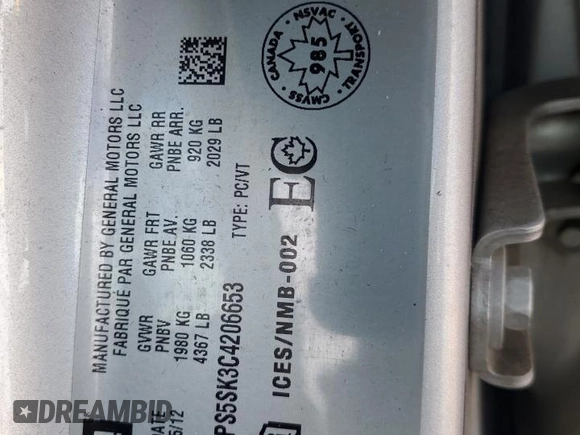 MANUFACTURED BY GENERAL MOTORS LLC
FABRIQUÉ PAR GENERAL MOTORS LLC
GVWR GAWR FRT GAWR RR
PNBV PNBE AV. PNBE ARR.
1980 KG 1060 KG 920 KG
4367 LB 2338 LB 2029 LB
TYPE: PC/VT
PS5SK3C4206653
ICES/NMB-002
EC
CANADA
NSVAC
TRANSPORT
CMVSS
985
DREAMBID